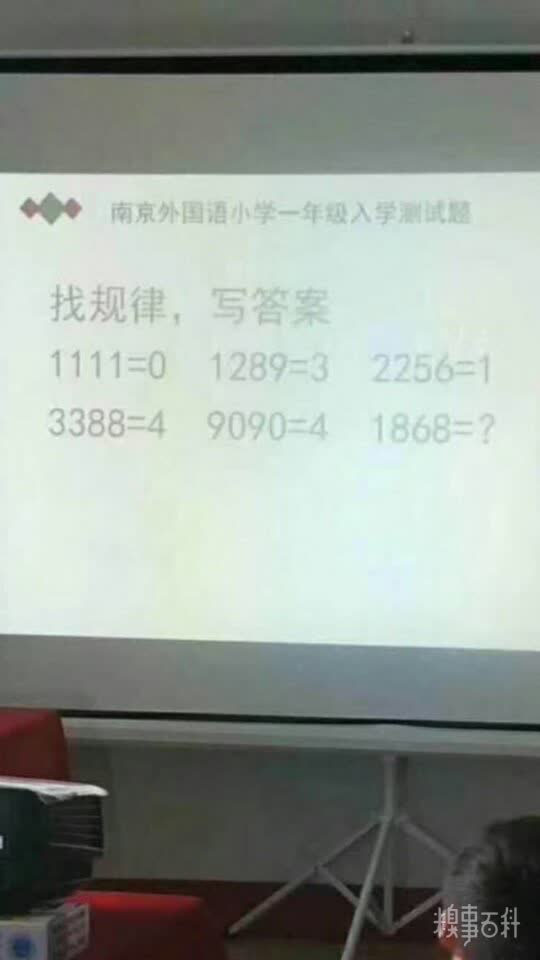 南京外国语小学一年级入学测试题
找规律，写答案
1111=0 1289=3 2256=1
3388=4 9090=4 1868=?
糗事百科